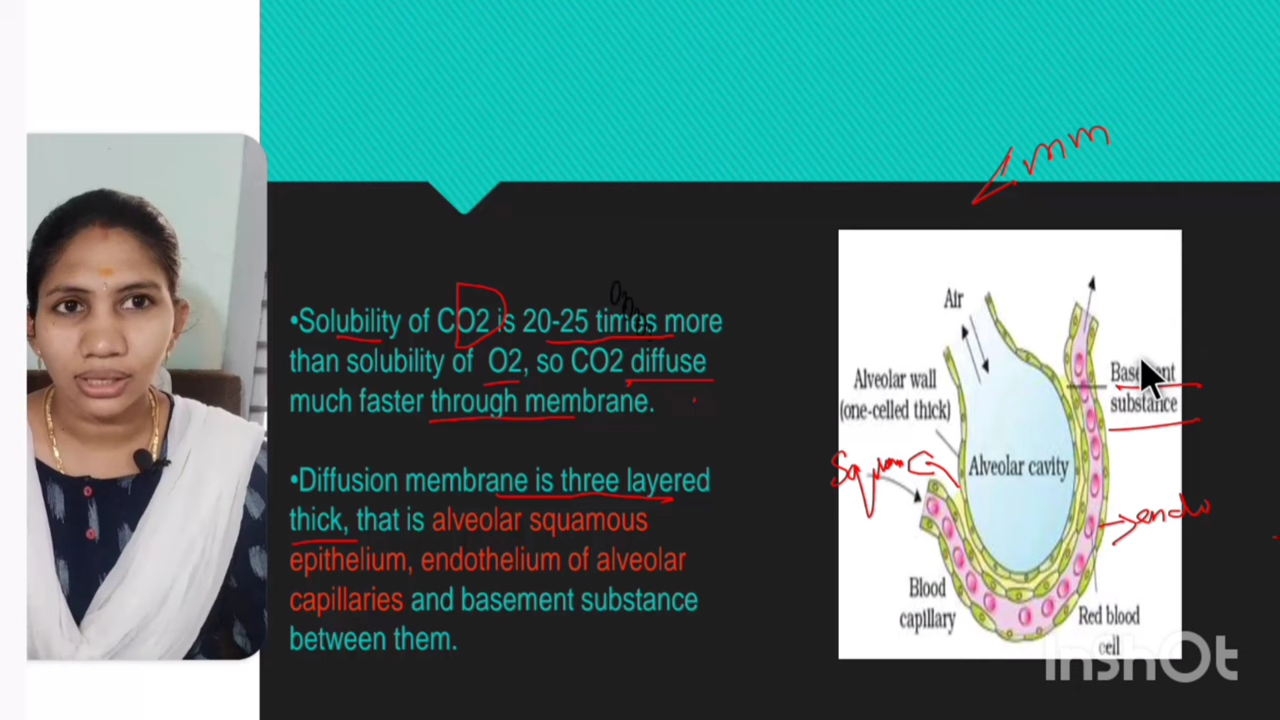 <mm
•Solubility of CO2 is 20-25 times more
than solubility of O2, so CO2 diffuse
much faster through membrane.
•Diffusion membrane is three layered
thick, that is alveolar squamous
epithelium, endothelium of alveolar
capillaries and basement substance
between them.
Air
Alveolar wall
(one-celled thick)
substance
Alveolar cavity
endo
Blood
capillary
Red blood
cell
InShOt